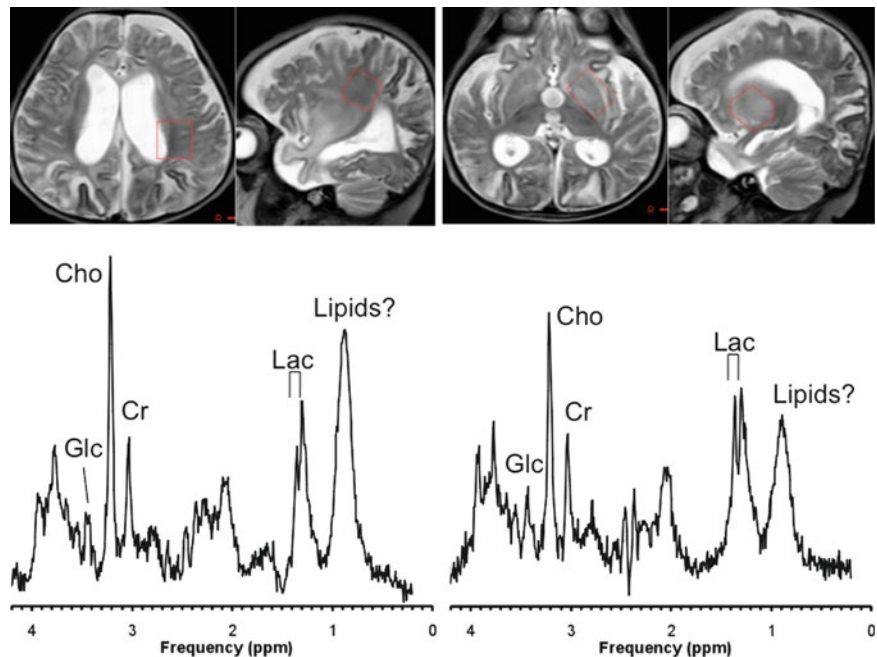 R
R
Cho
Lipids?
Lac
Cr
Glc
4 3 2 1 0
Frequency (ppm)
Cho
Lac
Lipids?
Cr
Glc
4 3 2 1 0
Frequency (ppm)